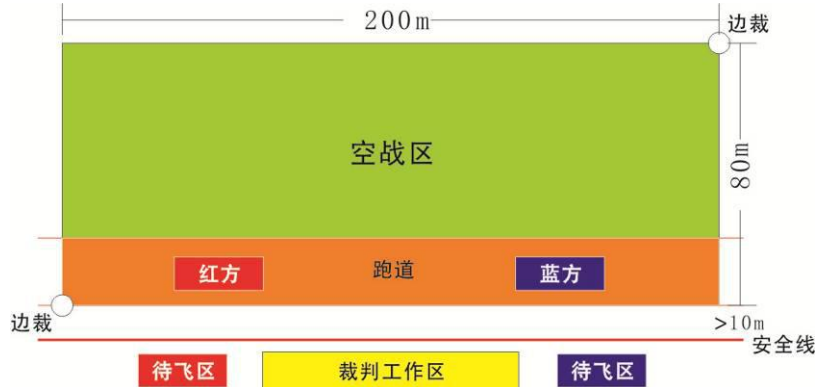 200m
边裁
空战区
80m
红方
跑道
蓝方
边裁
>10m
安全线
待飞区
裁判工作区
待飞区